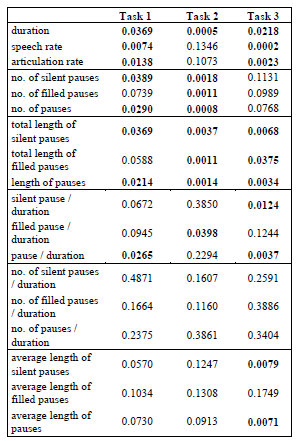 Task 1 Task 2 Task 3
duration 0.0369 0.0005 0.0218
speech rate 0.0074 0.1346 0.0002
articulation rate 0.0138 0.1073 0.0023
no. of silent pauses 0.0389 0.0018 0.1131
no. of filled pauses 0.0739 0.0011 0.0989
no. of pauses 0.0290 0.0008 0.0768
total length of
silent pauses 0.0369 0.0037 0.0068
total length of
filled pauses 0.0588 0.0011 0.0375
length of pauses 0.0214 0.0014 0.0034
silent pause /
duration 0.0672 0.3850 0.0124
filled pause /
duration 0.0945 0.0398 0.1244
pause / duration 0.0265 0.2294 0.0037
no. of silent pauses
/ duration 0.4871 0.1607 0.2591
no. of filled pauses
/ duration 0.1664 0.1160 0.3886
no. of pauses /
duration 0.2375 0.3861 0.3404
average length of
silent pauses 0.0570 0.1247 0.0079
average length of
filled pauses 0.1034 0.1308 0.1749
average length of
pauses 0.0730 0.0913 0.0071